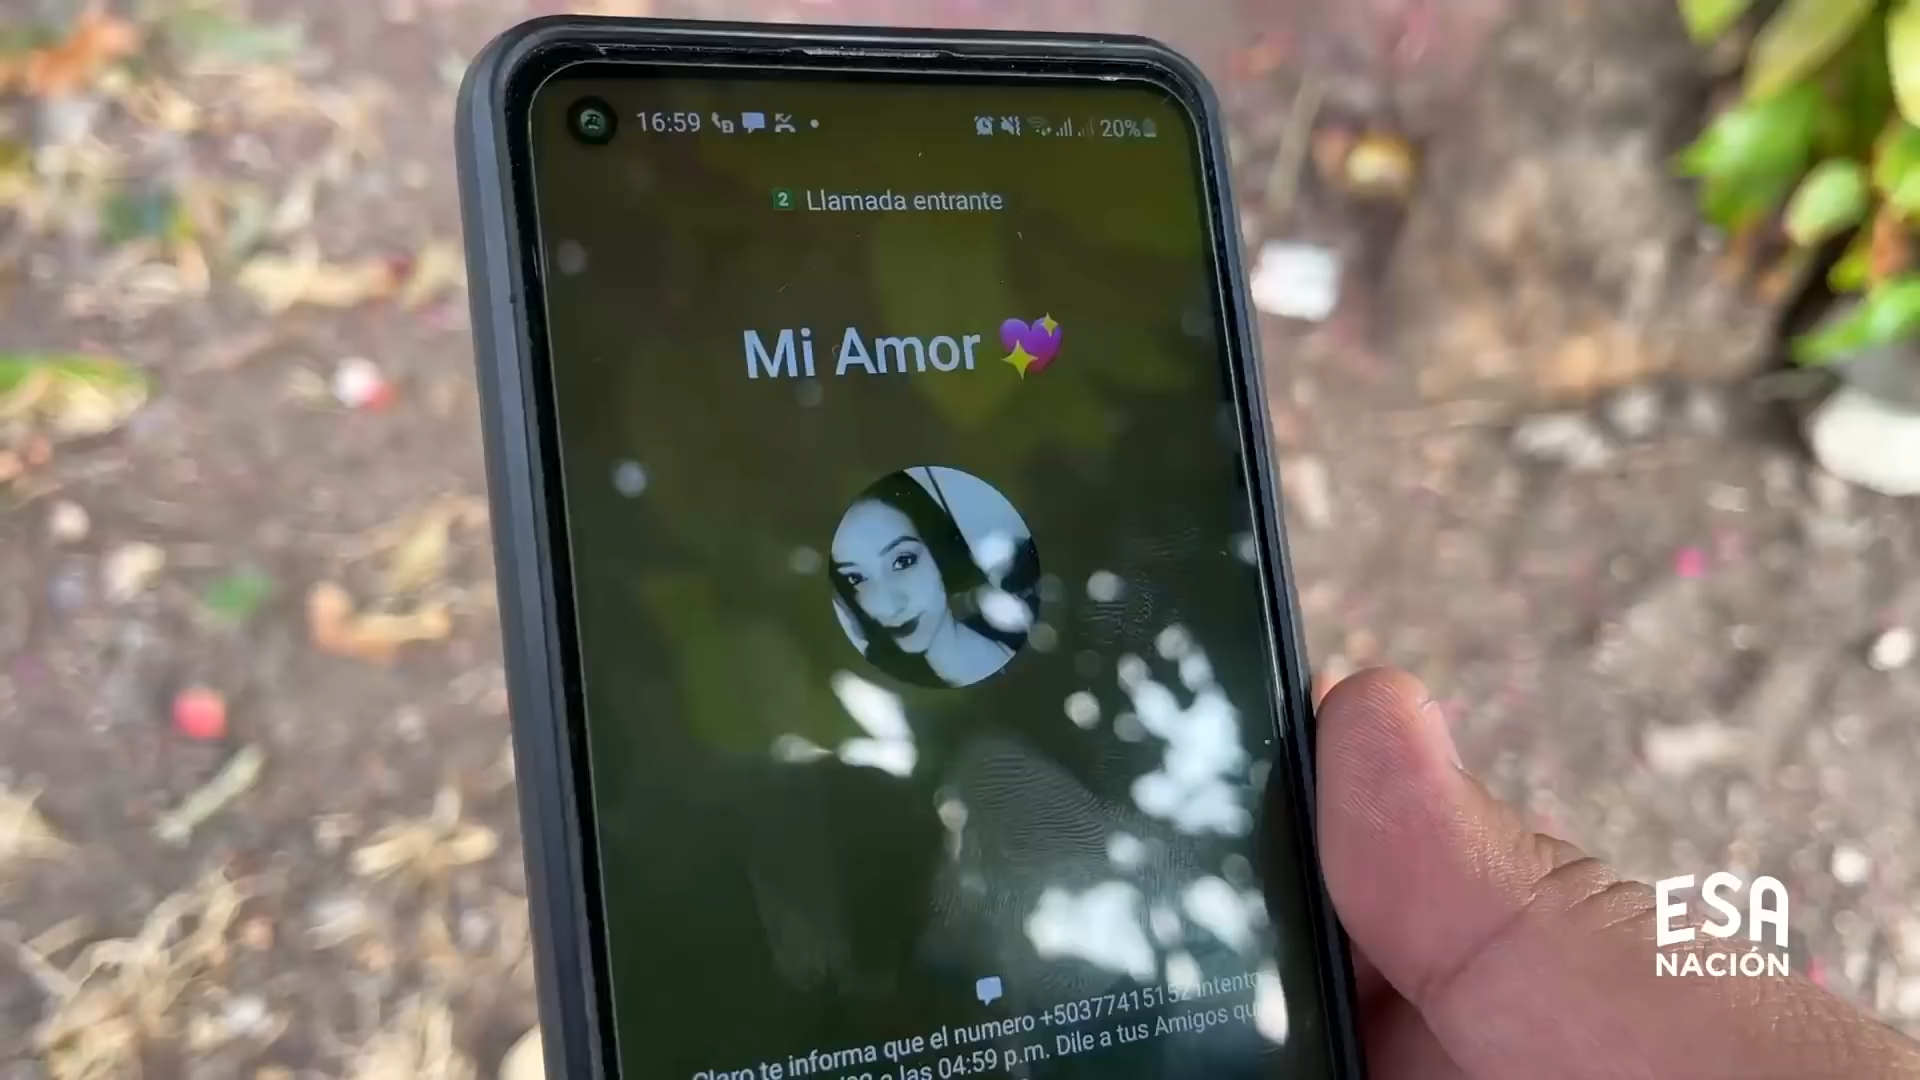 16:59
20%
2 Llamada entrante
Mi Amor 💖
Claro te informa que el numero +50377415152 intento
a las 04:59 p.m. Dile a tus Amigos qu
ESA
NACIÓN